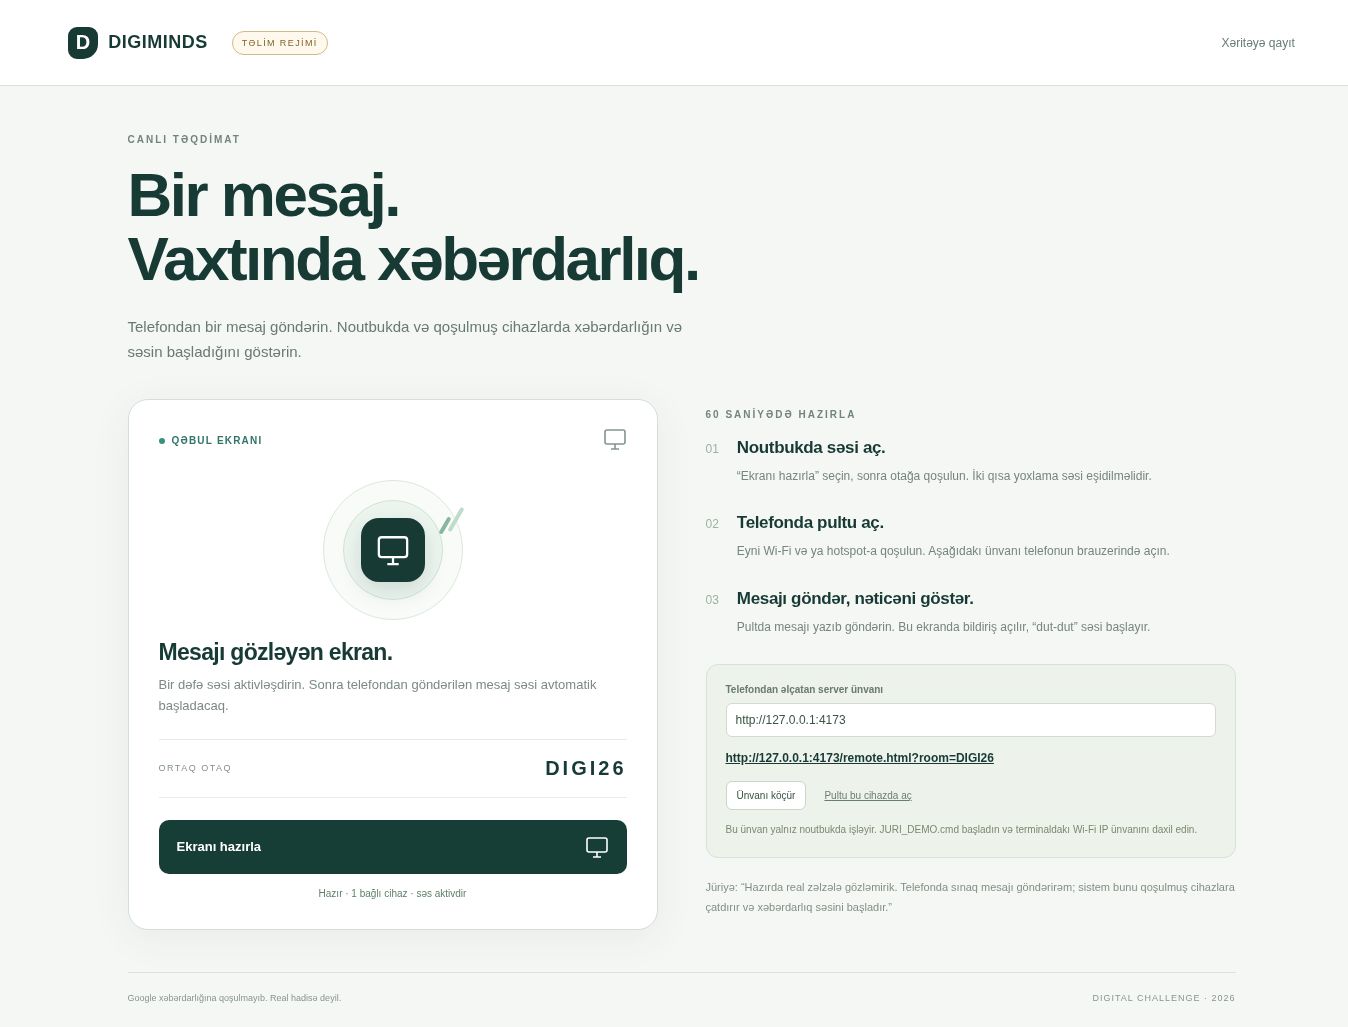 D DIGIMINDS
TƏLİM REJİMİ
Xəritəyə qayıt
CANLI TƏQDİMAT
Bir mesaj.
Vaxtında xəbərdarlıq.
Telefondan bir mesaj göndərin. Noutbukda və qoşulmuş cihazlarda xəbərdarlığın və
səsin başladığını göstərin.
QƏBUL EKRANI
Mesajı gözləyən ekran.
Bir dəfə səsi aktivləşdirin. Sonra telefondan göndərilən mesaj səsi avtomatik
başladacaq.
ORTAQ OTAQ
DIGI26
Ekranı hazırla
Hazır · 1 bağlı cihaz · səs aktivdir
60 SANİYƏDƏ HAZIRLA
01 Noutbukda səsi aç.
“Ekranı hazırla” seçin, sonra otağa qoşulun. İki qısa yoxlama səsi eşidilməlidir.
02 Telefonda pultu aç.
Eyni Wi-Fi və ya hotspot-a qoşulun. Aşağıdakı ünvanı telefonun brauzerində açın.
03 Mesajı göndər, nəticəni göstər.
Pultda mesajı yazıb göndərin. Bu ekranda bildiriş açılır, “dut-dut” səsi başlayır.
Telefondan əlçatan server ünvanı
http://127.0.0.1:4173
http://127.0.0.1:4173/remote.html?room=DIGI26
Ünvanı köçür
Pultu bu cihazda aç
Bu ünvan yalnız noutbukda işləyir. JURI_DEMO.cmd başladın və terminaldakı Wi-Fi IP ünvanını daxil edin.
Jüriyə: “Hazırda real zəlzələ gözləmirik. Telefonda sınaq mesajı göndərirəm; sistem bunu qoşulmuş cihazlara
çatdırır və xəbərdarlıq səsini başladır.”
Google xəbərdarlığına qoşulmayıb. Real hadisə deyil.
DIGITAL CHALLENGE · 2026